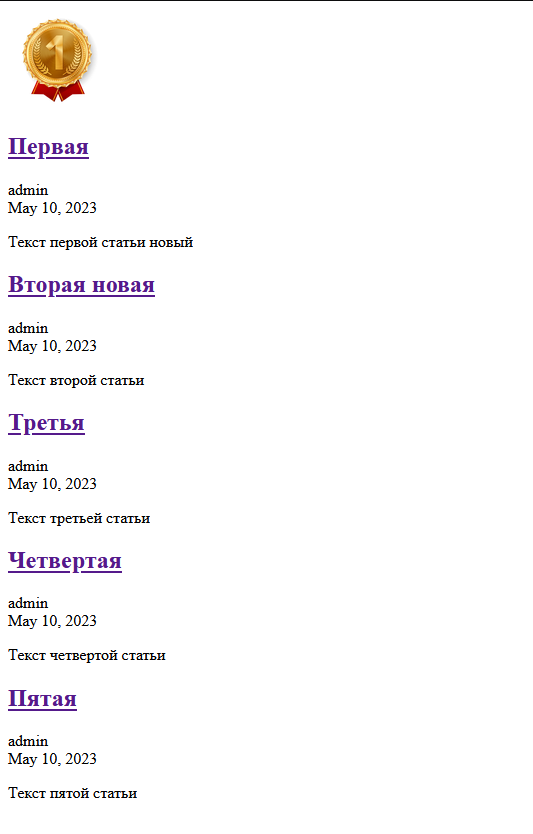 1
Первая
admin
May 10, 2023
Текст первой статьи новый
Вторая новая
admin
May 10, 2023
Текст второй статьи
Третья
admin
May 10, 2023
Текст третьей статьи
Четвертая
admin
May 10, 2023
Текст четвертой статьи
Пятая
admin
May 10, 2023
Текст пятой статьи